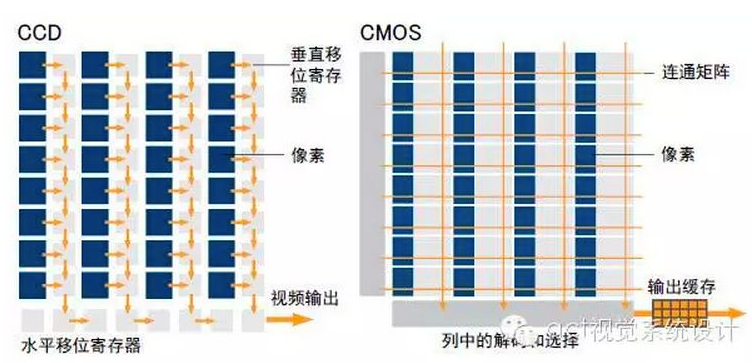 CCD
垂直移
位寄存
器
像素
视频输出
水平移位寄存器
CMOS
连通矩阵
像素
输出缓存
列中的解码和选择
视觉系统设计